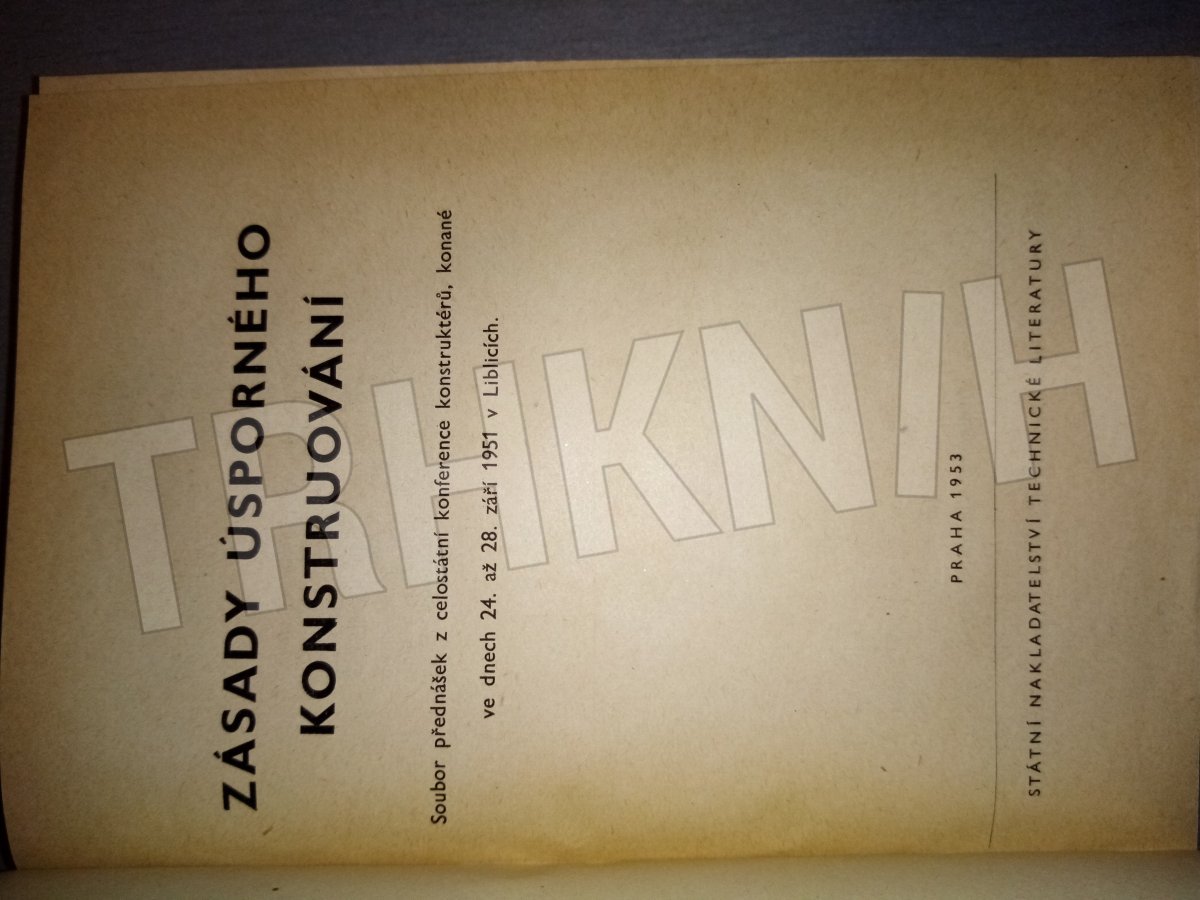 ZÁSADY ÚSPORNÉHO
KONSTRUOVÁNÍ
Soubor přednášek z celostátní konference konstruktérů, konané
ve dnech 24. až 28. září 1951 v Liblicích.
PRAHA 1953
STÁTNÍ NAKLADATELSTVÍ TECHNICKÉ LITERATURY
TRHKNIH